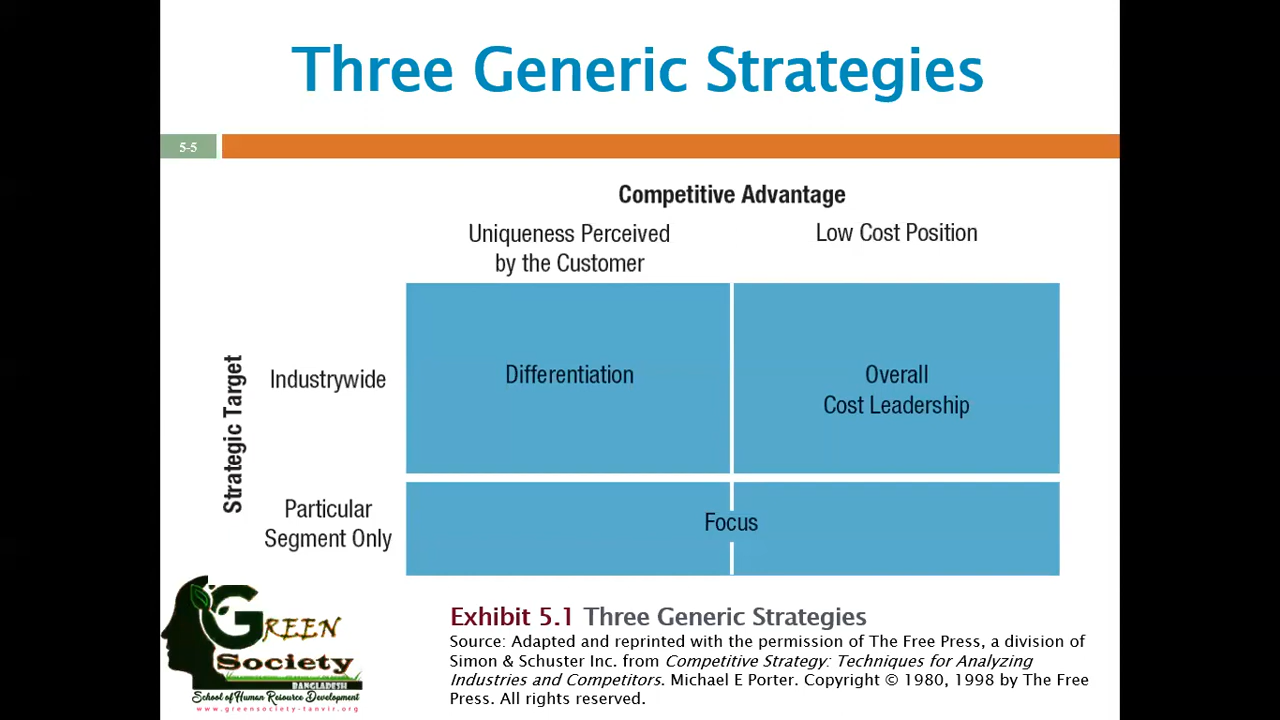 Three Generic Strategies
5-5
Competitive Advantage
Uniqueness Perceived
by the Customer
Low Cost Position
Strategic Target
Industrywide
Differentiation
Overall
Cost Leadership
Particular
Segment Only
Focus
Exhibit 5.1 Three Generic Strategies
Source: Adapted and reprinted with the permission of The Free Press, a division of
Simon & Schuster Inc. from Competitive Strategy: Techniques for Analyzing
Industries and Competitors. Michael E Porter. Copyright © 1980, 1998 by The Free
Press. All rights reserved.
GREEN
Society
BANGLADESH
School of Human Resource Development
www.greensociety-tanvir.org